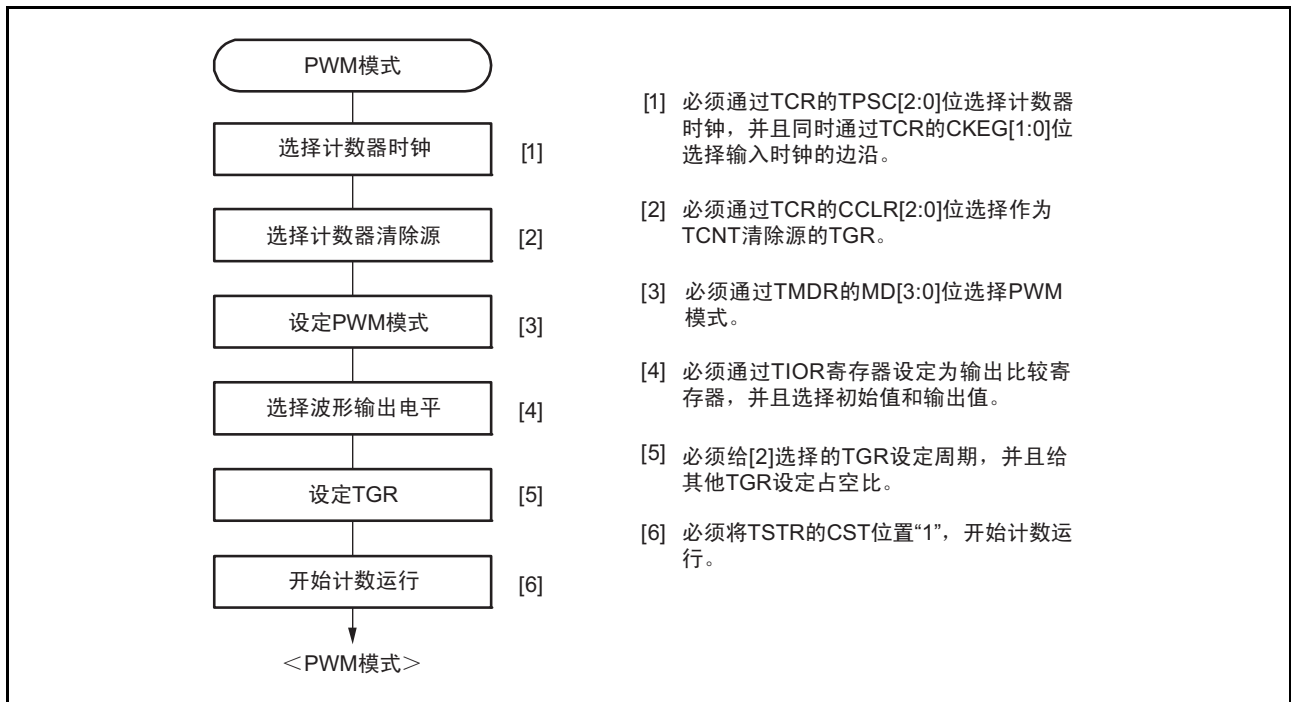 PWM模式
选择计数器时钟 [1]
选择计数器清除源 [2]
设定PWM模式 [3]
选择波形输出电平 [4]
设定TGR [5]
开始计数运行 [6]
＜PWM模式＞
[1] 必须通过TCR的TPSC[2:0]位选择计数器
时钟，并且同时通过TCR的CKEG[1:0]位
选择输入时钟的边沿。
[2] 必须通过TCR的CCLR[2:0]位选择作为
TCNT清除源的TGR。
[3] 必须通过TMDR的MD[3:0]位选择PWM
模式。
[4] 必须通过TIOR寄存器设定为输出比较寄
存器，并且选择初始值和输出值。
[5] 必须给[2]选择的TGR设定周期，并且给
其他TGR设定占空比。
[6] 必须将TSTR的CST位置“1”，开始计数运
行。